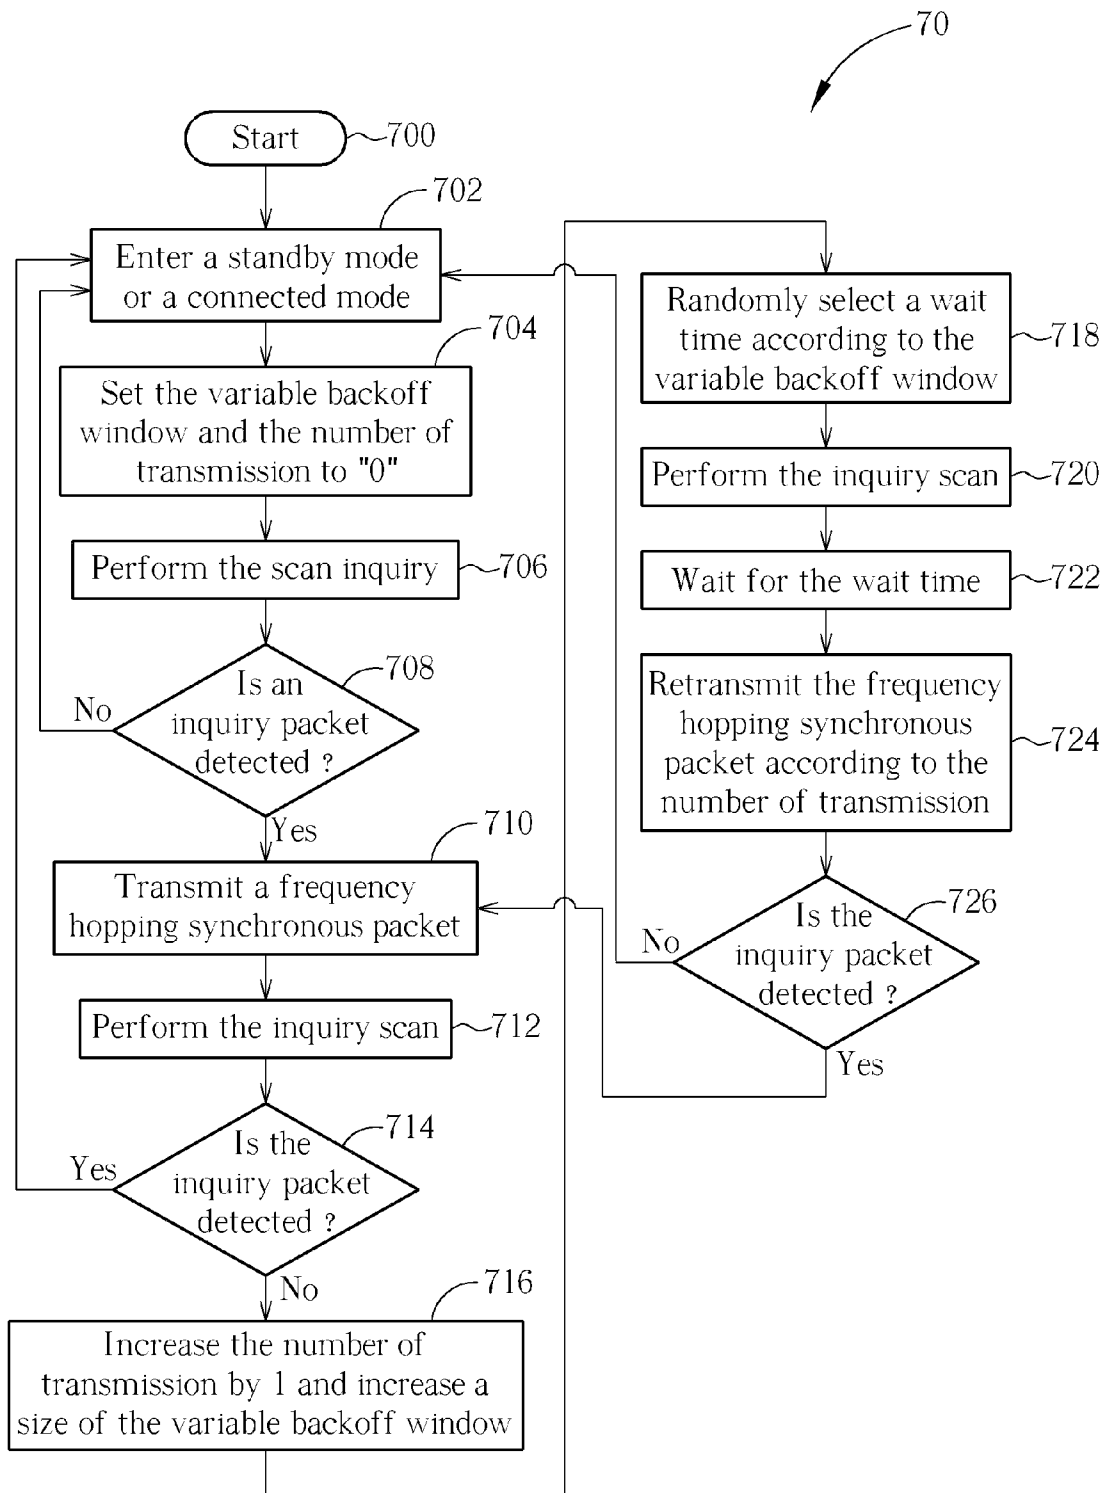 70
Start
700
702
Enter a standby mode
or a connected mode
704
Set the variable backoff
window and the number of
transmission to "0"
Perform the scan inquiry
706
708
Is an
inquiry packet
detected ?
No
Yes
710
Transmit a frequency
hopping synchronous packet
Perform the inquiry scan
712
714
Is the
inquiry packet
detected ?
Yes
No
716
Increase the number of
transmission by 1 and increase a
size of the variable backoff window
Randomly select a wait
time according to the
variable backoff window
718
Perform the inquiry scan
720
Wait for the wait time
722
Retransmit the frequency
hopping synchronous
packet according to the
number of transmission
724
726
Is the
inquiry packet
detected ?
No
Yes